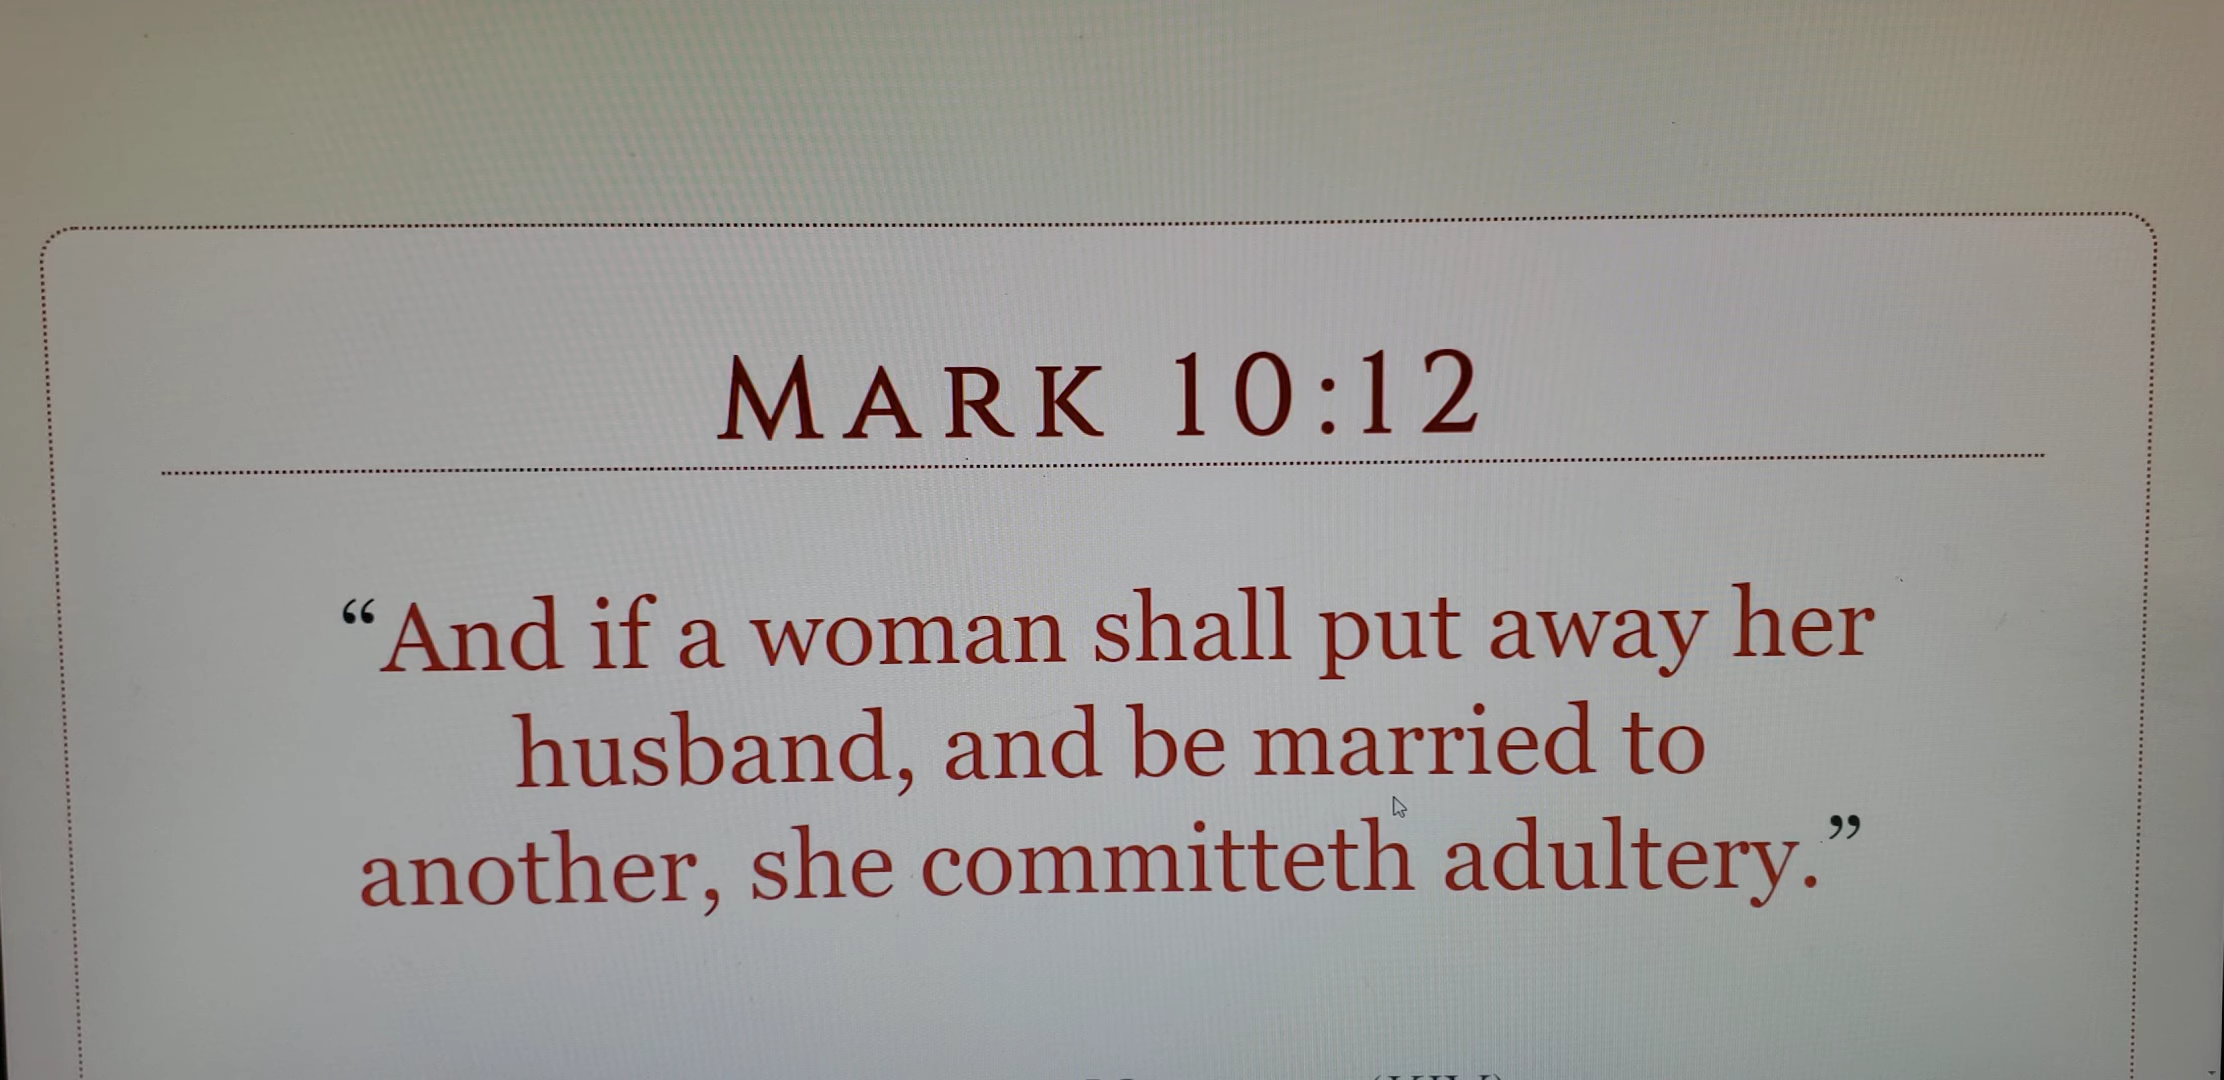 MARK 10:12
“And if a woman shall put away her
husband, and be married to
another, she committeth adultery.”